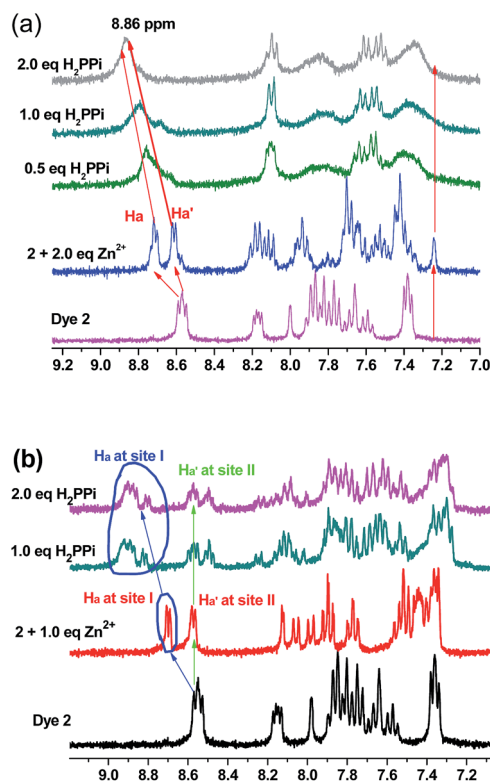 (a)
8.86 ppm
2.0 eq H₂PPi
1.0 eq H₂PPi
0.5 eq H₂PPi
Ha Ha'
2 + 2.0 eq Zn²⁺
Dye 2
9.2 9.0 8.8 8.6 8.4 8.2 8.0 7.8 7.6 7.4 7.2 7.0
(b)
Ha at site I
Ha' at site II
2.0 eq H₂PPi
1.0 eq H₂PPi
Ha at site I Ha' at site II
2 + 1.0 eq Zn²⁺
Dye 2
9.2 9.0 8.8 8.6 8.4 8.2 8.0 7.8 7.6 7.4 7.2